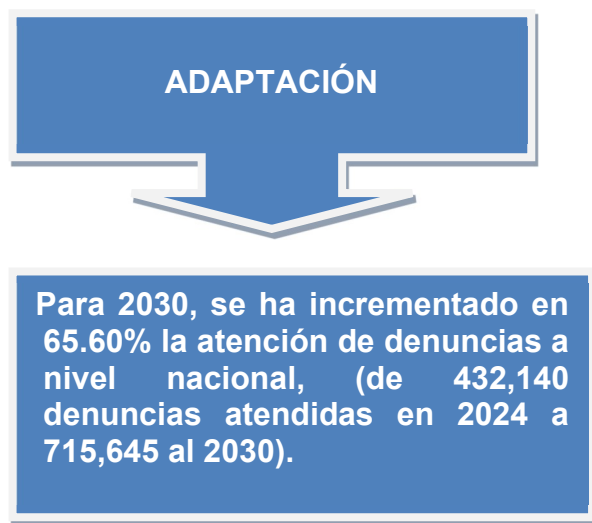 ADAPTACIÓN
Para 2030, se ha incrementado en
65.60% la atención de denuncias a
nivel nacional, (de 432,140
denuncias atendidas en 2024 a
715,645 al 2030).